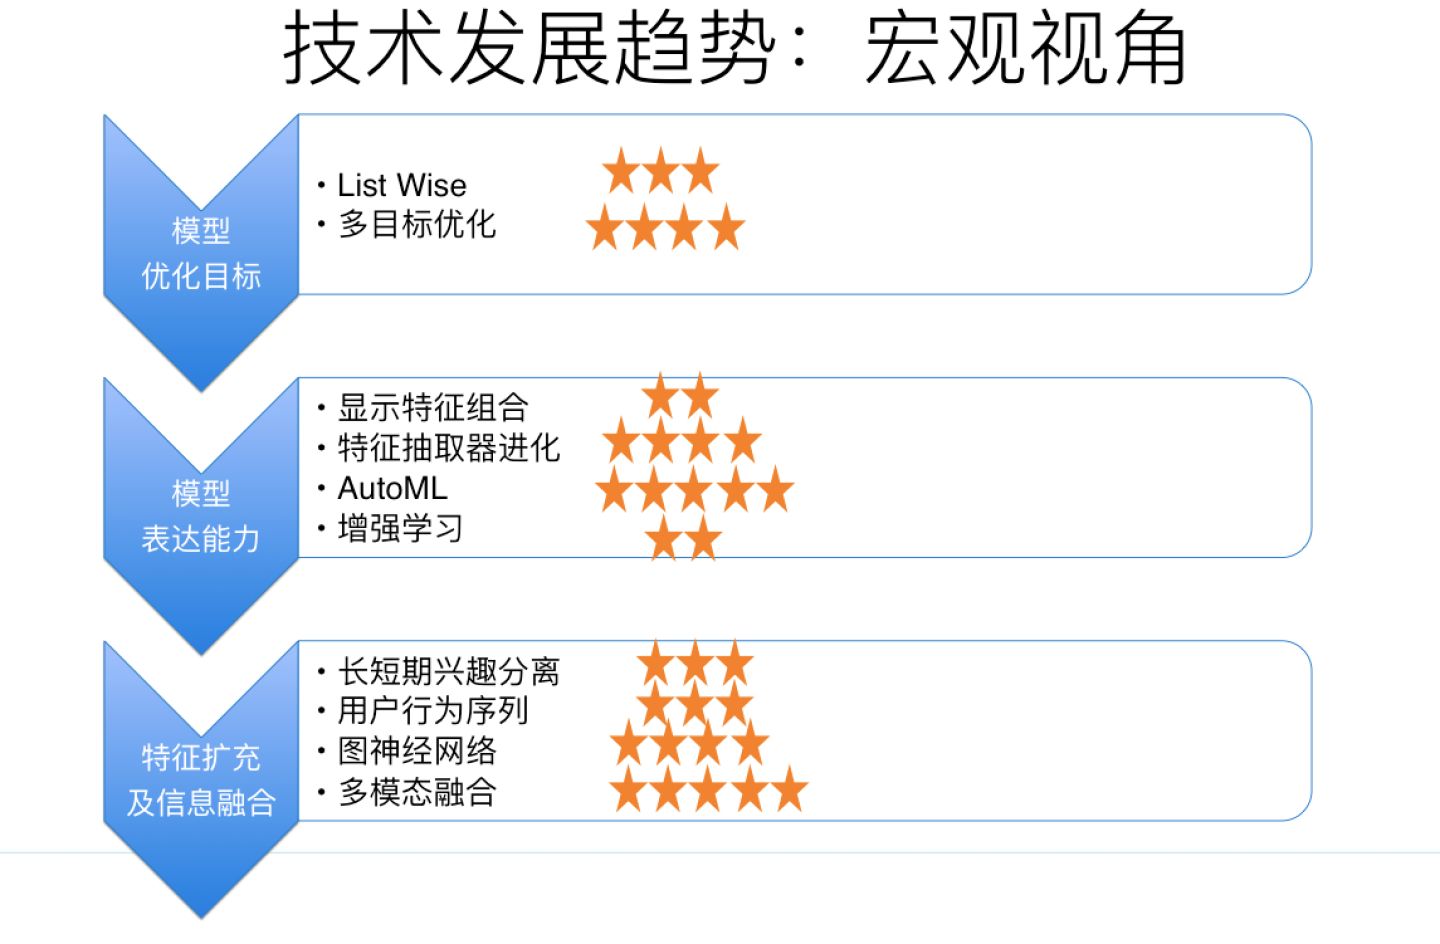 技术发展趋势：宏观视角
模型
优化目标
• List Wise
• 多目标优化
模型
表达能力
• 显示特征组合
• 特征抽取器进化
• AutoML
• 增强学习
特征扩充
及信息融合
• 长短期兴趣分离
• 用户行为序列
• 图神经网络
• 多模态融合